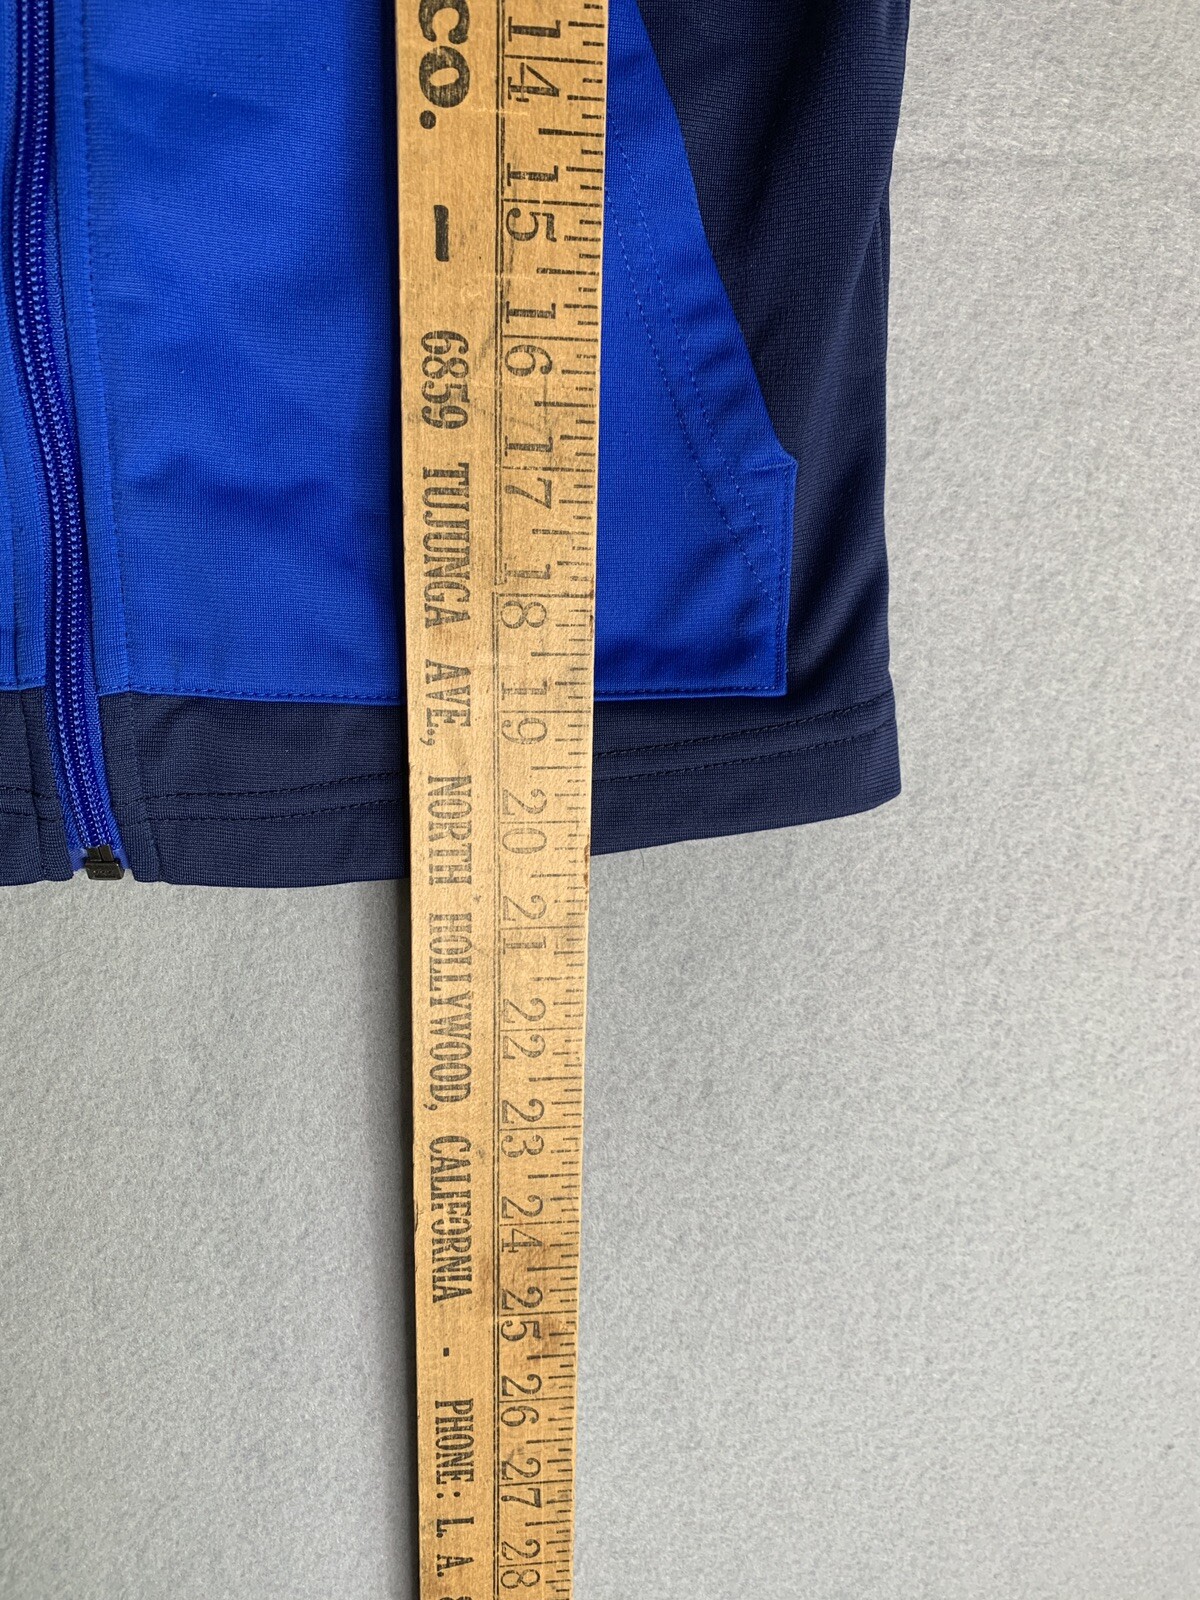 CO. — 6859 TUJUNGA AVE., NORTH HOLLYWOOD, CALIFORNIA · PHONE: L. A.
14 15 16 17 18 19 20 21 22 23 24 25 26 27 28